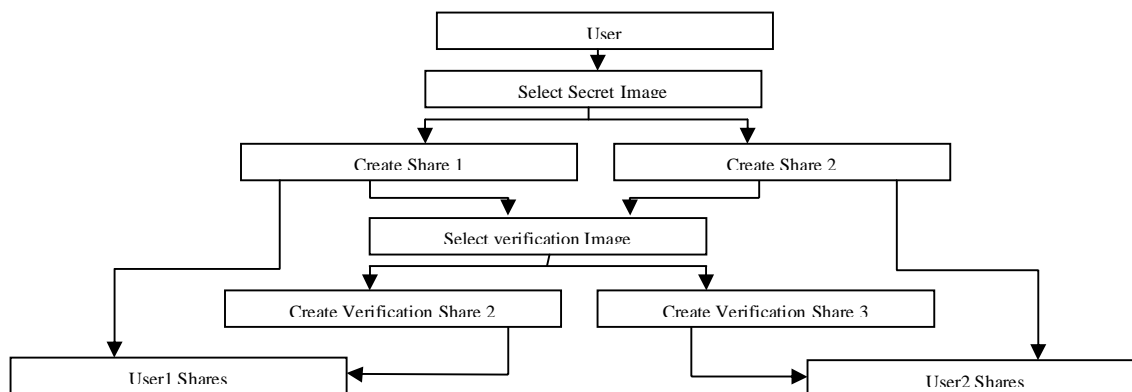 User
Select Secret Image
Create Share 1
Create Share 2
Select verification Image
Create Verification Share 2
Create Verification Share 3
User1 Shares
User2 Shares